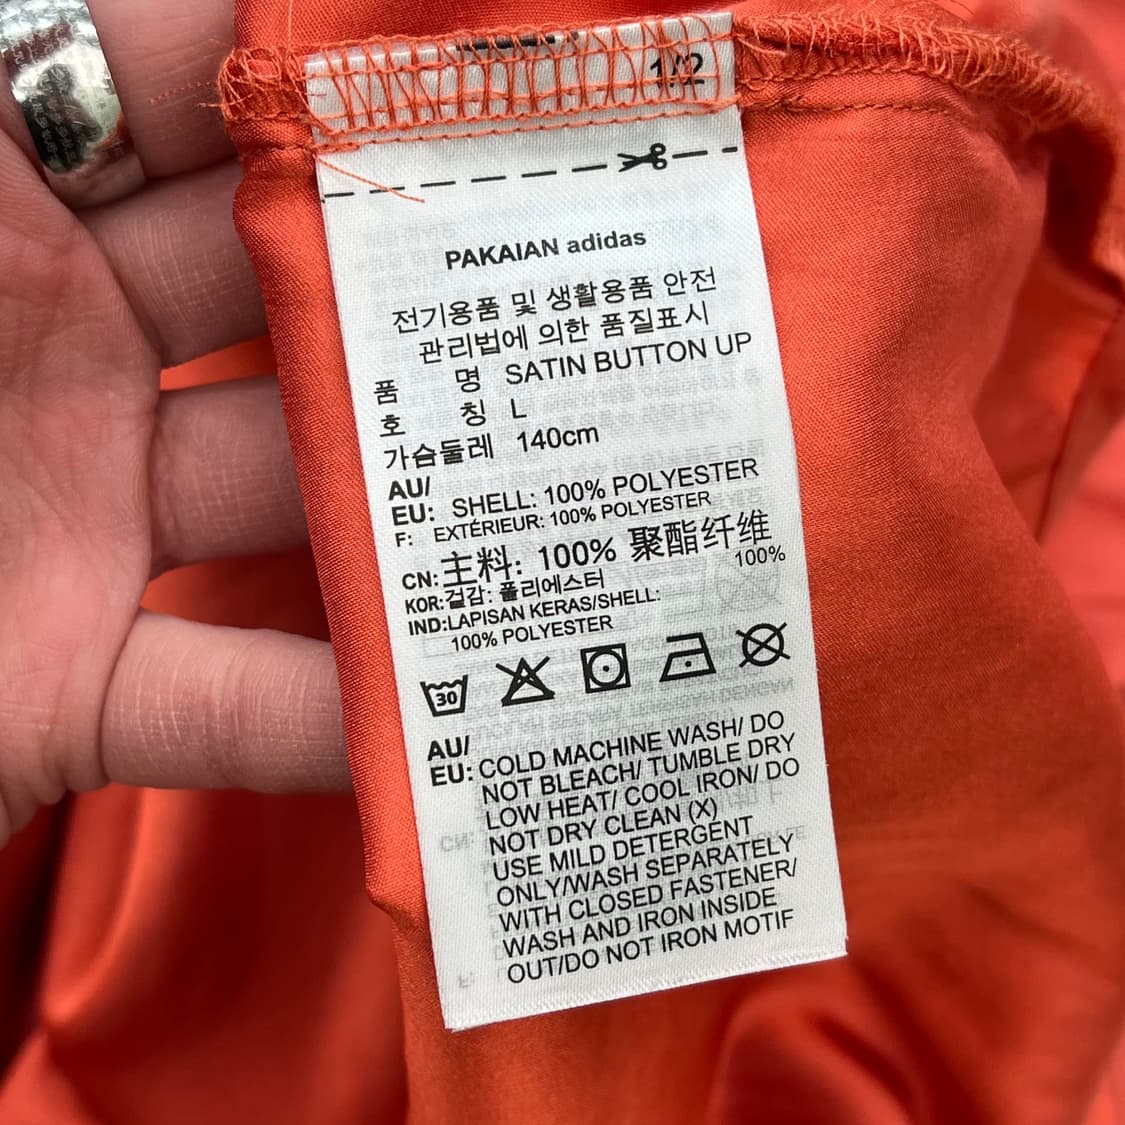 1/2
PAKAIAN adidas
전기용품 및 생활용품 안전
관리법에 의한 품질표시
품 명 SATIN BUTTON UP
호 칭 L
가슴둘레 140cm
AU/
EU: SHELL: 100% POLYESTER
F: EXTÉRIEUR: 100% POLYESTER
CN: 主料: 100% 聚酯纤维
KOR:겉감: 폴리에스터 100%
IND:LAPISAN KERAS/SHELL:
100% POLYESTER
30
AU/
EU: COLD MACHINE WASH/ DO
NOT BLEACH/ TUMBLE DRY
LOW HEAT/ COOL IRON/ DO
NOT DRY CLEAN (X)
USE MILD DETERGENT
ONLY/WASH SEPARATELY
WITH CLOSED FASTENER/
WASH AND IRON INSIDE
OUT/DO NOT IRON MOTIF